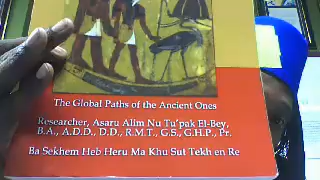 The Global Paths of the Ancient Ones
Researcher, Asaru Alim Nu Tu'pak El-Bey,
B.A., A.D.D., D.D., R.M.T., G.S., G.H.P., Pr.
Ba Sekhem Heb Heru Ma Khu Sut Tekh en Re